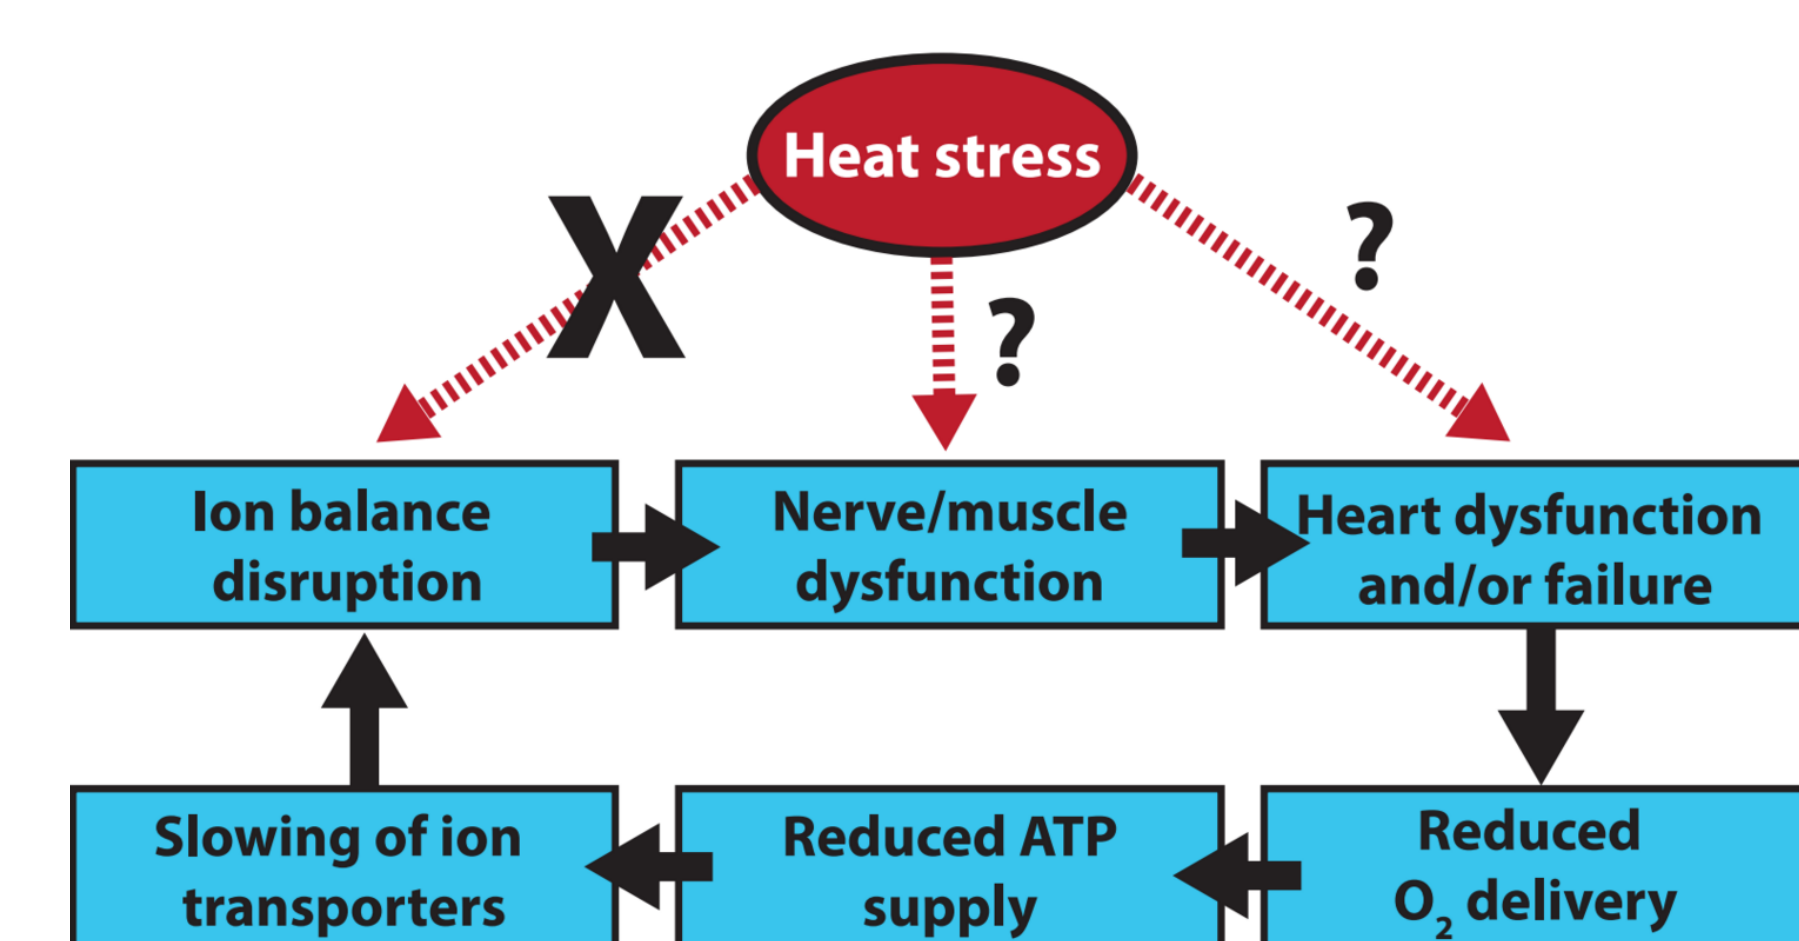 Heat stress
X
?
?
Ion balance
disruption
Nerve/muscle
dysfunction
Heart dysfunction
and/or failure
Slowing of ion
transporters
Reduced ATP
supply
Reduced
O₂ delivery